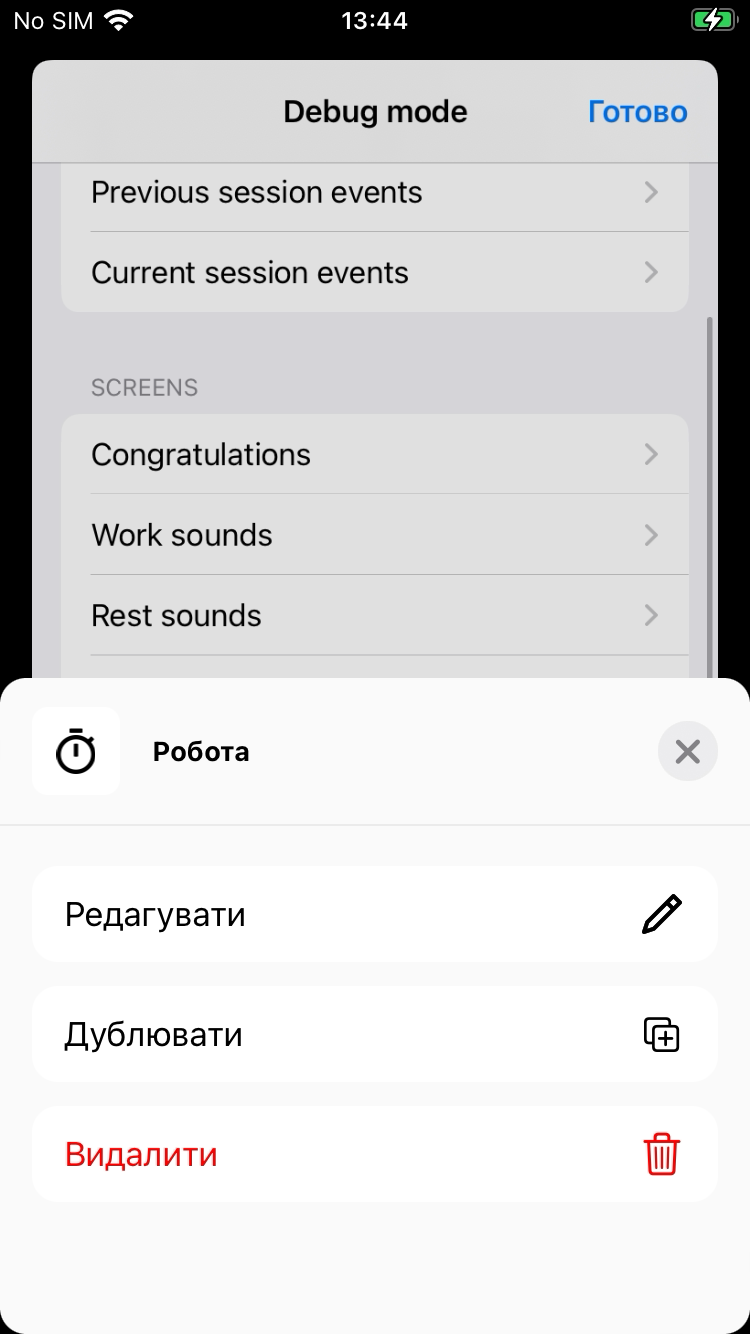 No SIM 13:44
Debug mode Готово
Previous session events
Current session events
SCREENS
Congratulations
Work sounds
Rest sounds
Робота
Редагувати
Дублювати
Видалити